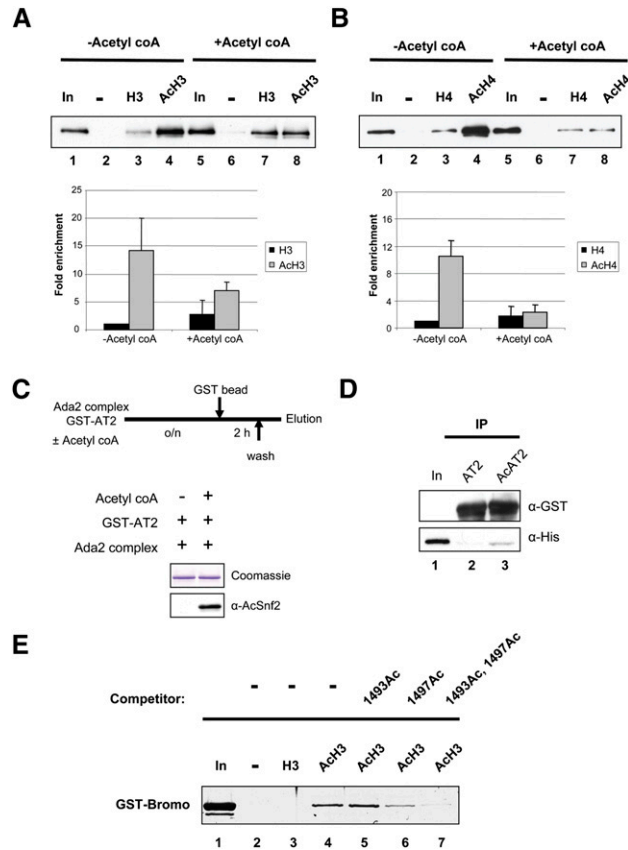 A
-Acetyl coA +Acetyl coA
In - H3 AcH3 In - H3 AcH3
1 2 3 4 5 6 7 8
25
20
15
10
5
0
Fold enrichment
H3
AcH3
-Acetyl coA +Acetyl coA
B
-Acetyl coA +Acetyl coA
In - H4 AcH4 In - H4 AcH4
1 2 3 4 5 6 7 8
20
16
12
8
4
0
Fold enrichment
H4
AcH4
-Acetyl coA +Acetyl coA
C
GST bead
Ada2 complex
GST-AT2
± Acetyl coA
Elution
o/n 2 h
wash
Acetyl coA - +
GST-AT2 + +
Ada2 complex + +
Coomassie
α-AcSnf2
D
IP
In AT2 AcAT2
α-GST
α-His
1 2 3
E
Competitor: - - - 1493Ac 1497Ac 1493Ac, 1497Ac
In - H3 AcH3 AcH3 AcH3 AcH3
GST-Bromo
1 2 3 4 5 6 7